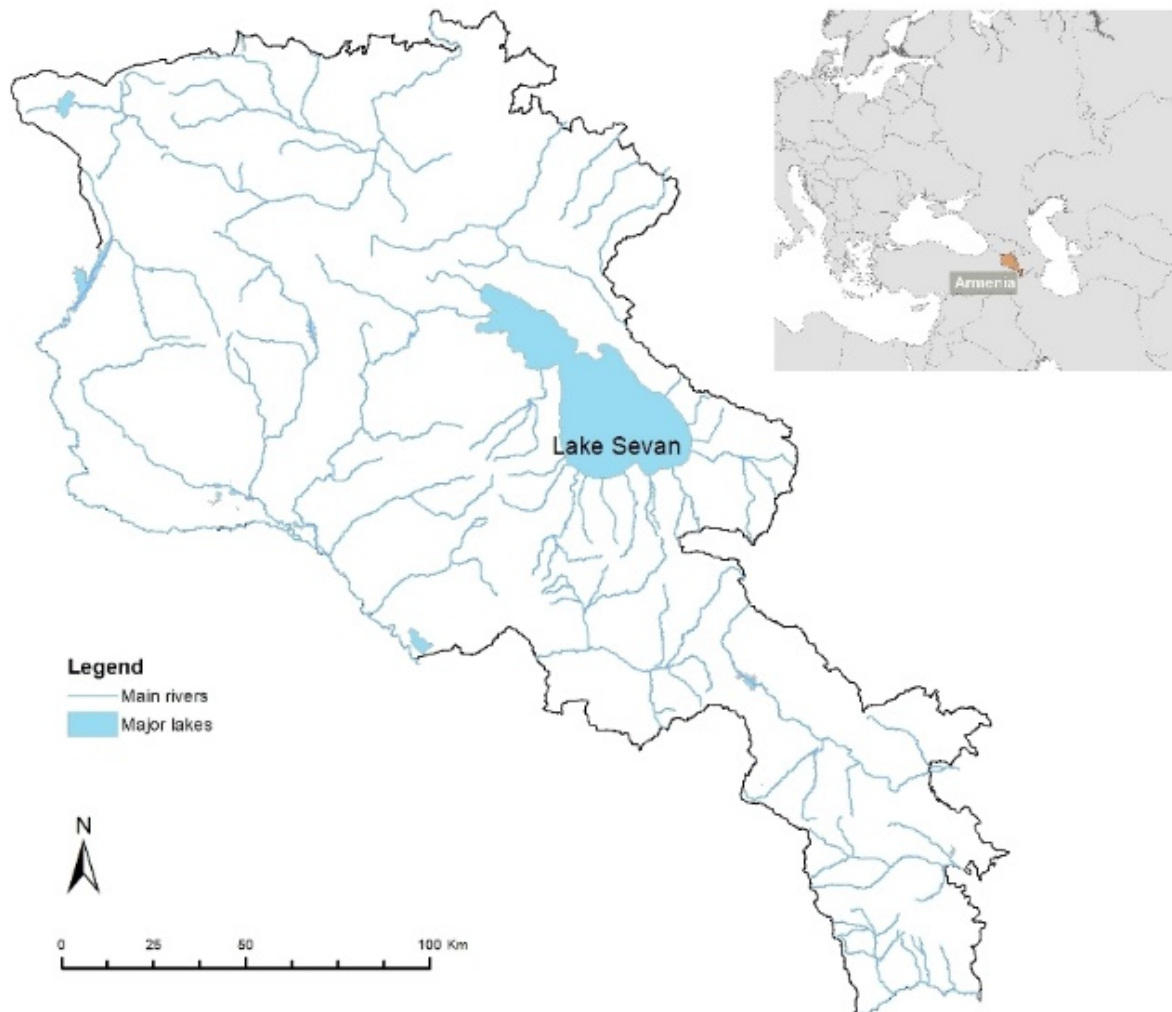 Armenia
Lake Sevan
Legend
Main rivers
Major lakes
N
0 25 50 100 Km